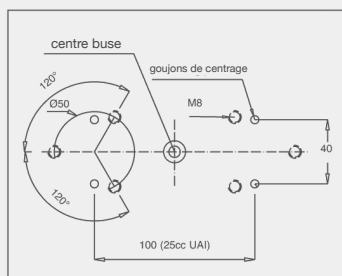 centre buse
goujons de centrage
120°
Ø50
M8
40
120°
100 (25cc UAI)